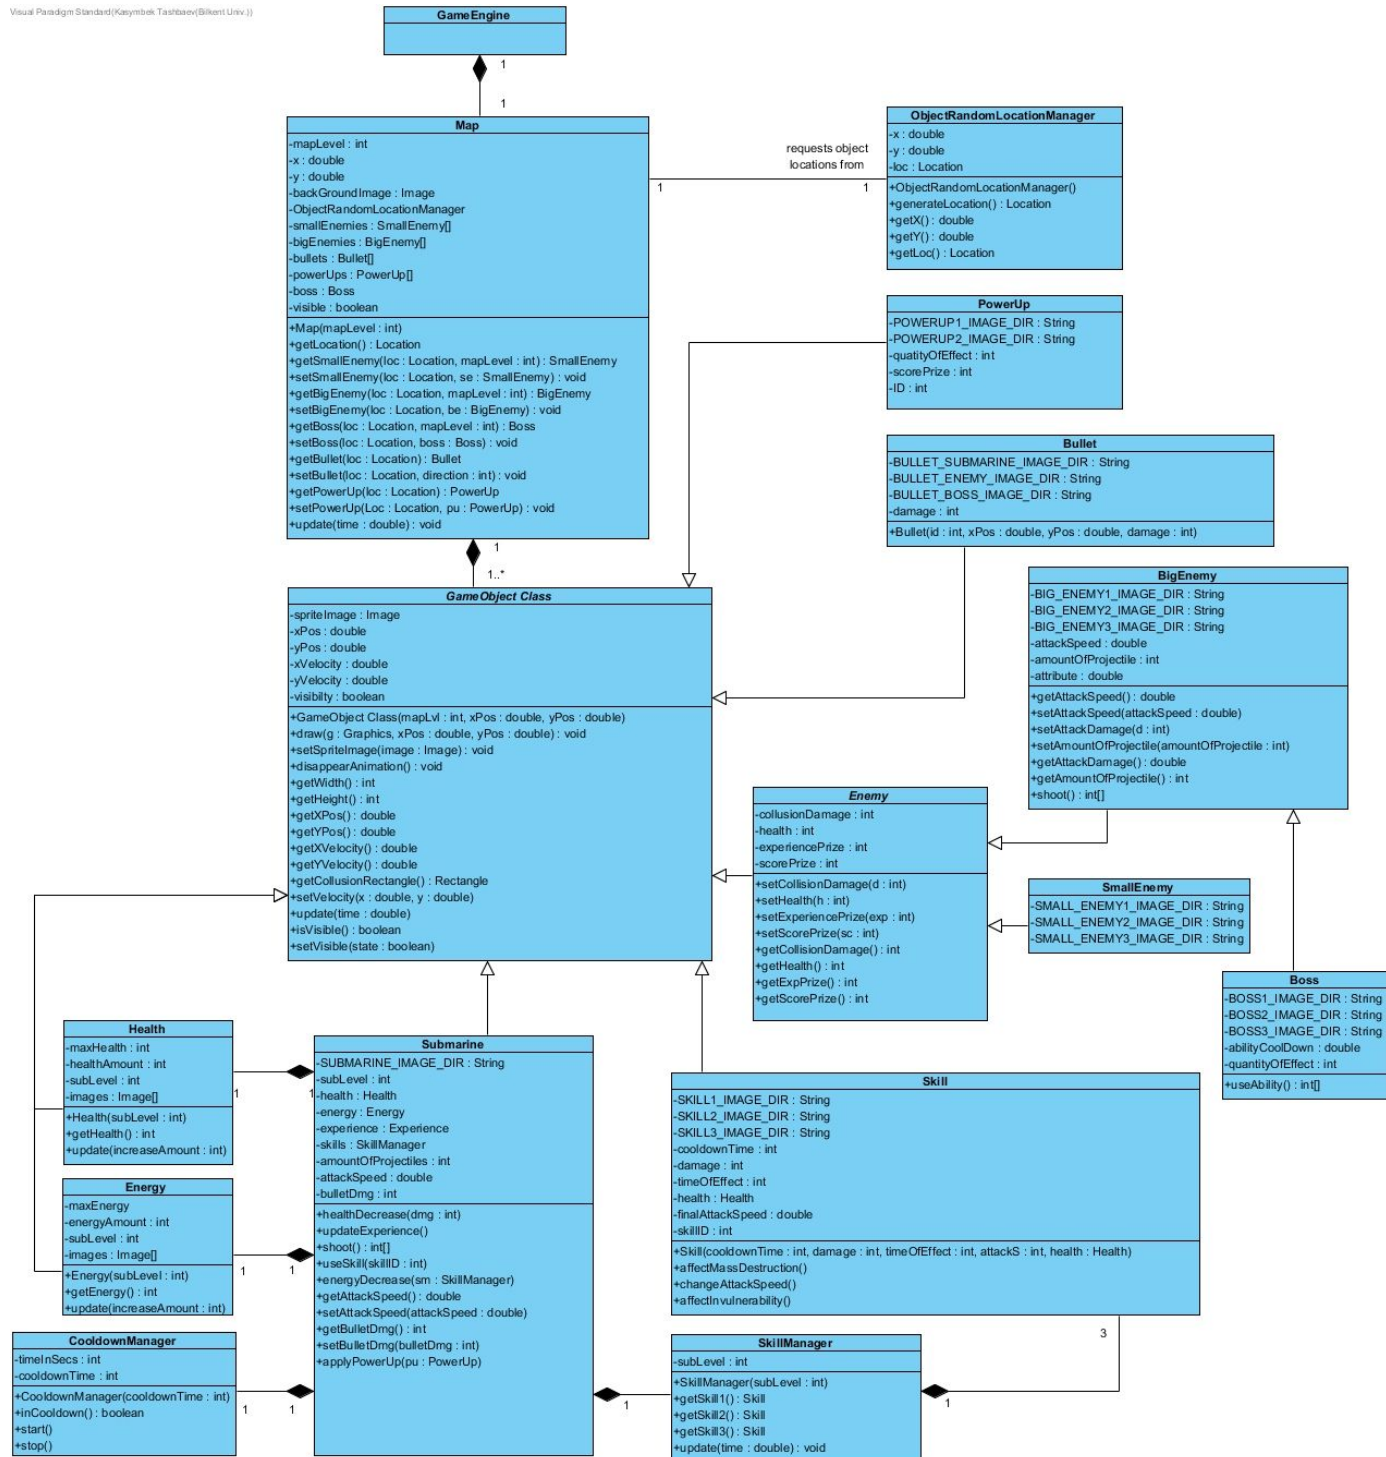 Visual Paradigm Standard(Kasymbek Tashbaev(Bilkent Univ.))
GameEngine
1
1
Map
-mapLevel : int
-x : double
-y : double
-backGroundImage : Image
-ObjectRandomLocationManager
-smallEnemies : SmallEnemy[]
-bigEnemies : BigEnemy[]
-bullets : Bullet[]
-powerUps : PowerUp[]
-boss : Boss
-visible : boolean
+Map(mapLevel : int)
+getLocation() : Location
+getSmallEnemy(loc : Location, mapLevel : int) : SmallEnemy
+setSmallEnemy(loc : Location, se : SmallEnemy) : void
+getBigEnemy(loc : Location, mapLevel : int) : BigEnemy
+setBigEnemy(loc : Location, be : BigEnemy) : void
+getBoss(loc : Location, mapLevel : int) : Boss
+setBoss(loc : Location, boss : Boss) : void
+getBullet(loc : Location) : Bullet
+setBullet(loc : Location, direction : int) : void
+getPowerUp(loc : Location) : PowerUp
+setPowerUp(Loc : Location, pu : PowerUp) : void
+update(time : double) : void
requests object
locations from
1
1
ObjectRandomLocationManager
-x : double
-y : double
-loc : Location
+ObjectRandomLocationManager()
+generateLocation() : Location
+getX() : double
+getY() : double
+getLoc() : Location
PowerUp
-POWERUP1_IMAGE_DIR : String
-POWERUP2_IMAGE_DIR : String
-quatityOfEffect : int
-scorePrize : int
-ID : int
Bullet
-BULLET_SUBMARINE_IMAGE_DIR : String
-BULLET_ENEMY_IMAGE_DIR : String
-BULLET_BOSS_IMAGE_DIR : String
-damage : int
+Bullet(id : int, xPos : double, yPos : double, damage : int)
1
1..*
GameObject Class
-spriteImage : Image
-xPos : double
-yPos : double
-xVelocity : double
-yVelocity : double
-visibilty : boolean
+GameObject Class(mapLvl : int, xPos : double, yPos : double)
+draw(g : Graphics, xPos : double, yPos : double) : void
+setSpriteImage(image : Image) : void
+disappearAnimation() : void
+getWidth() : int
+getHeight() : int
+getXPos() : double
+getYPos() : double
+getXVelocity() : double
+getYVelocity() : double
+getCollusionRectangle() : Rectangle
+setVelocity(x : double, y : double)
+update(time : double)
+isVisible() : boolean
+setVisible(state : boolean)
BigEnemy
-BIG_ENEMY1_IMAGE_DIR : String
-BIG_ENEMY2_IMAGE_DIR : String
-BIG_ENEMY3_IMAGE_DIR : String
-attackSpeed : double
-amountOfProjectile : int
-attribute : double
+getAttackSpeed() : double
+setAttackSpeed(attackSpeed : double)
+setAttackDamage(d : int)
+setAmountOfProjectile(amountOfProjectile : int)
+getAttackDamage() : double
+getAmountOfProjectile() : int
+shoot() : int[]
Enemy
-collusionDamage : int
-health : int
-experiencePrize : int
-scorePrize : int
+setCollisionDamage(d : int)
+setHealth(h : int)
+setExperiencePrize(exp : int)
+setScorePrize(sc : int)
+getCollisionDamage() : int
+getHealth() : int
+getExpPrize() : int
+getScorePrize() : int
SmallEnemy
-SMALL_ENEMY1_IMAGE_DIR : String
-SMALL_ENEMY2_IMAGE_DIR : String
-SMALL_ENEMY3_IMAGE_DIR : String
Boss
-BOSS1_IMAGE_DIR : String
-BOSS2_IMAGE_DIR : String
-BOSS3_IMAGE_DIR : String
-abilityCoolDown : double
-quantityOfEffect : int
+useAbility() : int[]
Health
-maxHealth : int
-healthAmount : int
-subLevel : int
-images : Image[]
+Health(subLevel : int)
+getHealth() : int
+update(increaseAmount : int)
1
1
Energy
-maxEnergy
-energyAmount : int
-subLevel : int
-images : Image[]
+Energy(subLevel : int)
+getEnergy() : int
+update(increaseAmount : int)
1
1
CooldownManager
-timeInSecs : int
-cooldownTime : int
+CooldownManager(cooldownTime : int)
+inCooldown() : boolean
+start()
+stop()
1
1
Submarine
-SUBMARINE_IMAGE_DIR : String
-subLevel : int
-health : Health
-energy : Energy
-experience : Experience
-skills : SkillManager
-amountOfProjectiles : int
-attackSpeed : double
-bulletDmg : int
+healthDecrease(dmg : int)
+updateExperience()
+shoot() : int[]
+useSkill(skillID : int)
+energyDecrease(sm : SkillManager)
+getAttackSpeed() : double
+setAttackSpeed(attackSpeed : double)
+getBulletDmg() : int
+setBulletDmg(bulletDmg : int)
+applyPowerUp(pu : PowerUp)
Skill
-SKILL1_IMAGE_DIR : String
-SKILL2_IMAGE_DIR : String
-SKILL3_IMAGE_DIR : String
-cooldownTime : int
-damage : int
-timeOfEffect : int
-health : Health
-finalAttackSpeed : double
-skillID : int
+Skill(cooldownTime : int, damage : int, timeOfEffect : int, attackS : int, health : Health)
+affectMassDestruction()
+changeAttackSpeed()
+affectInvulnerability()
3
SkillManager
-subLevel : int
+SkillManager(subLevel : int)
+getSkill1() : Skill
+getSkill2() : Skill
+getSkill3() : Skill
+update(time : double) : void
1
1